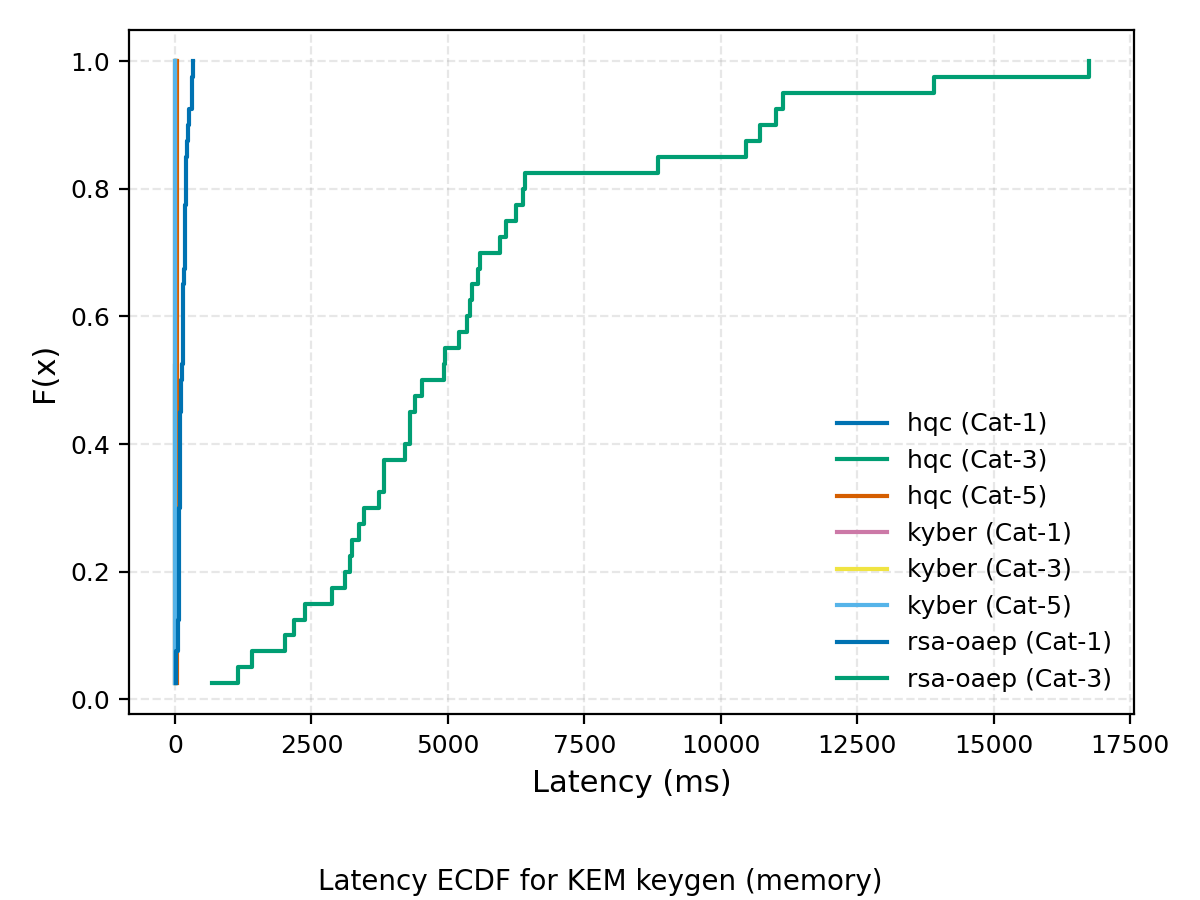 1.0
0.8
0.6
0.4
0.2
0.0
F(x)
hqc (Cat-1)
hqc (Cat-3)
hqc (Cat-5)
kyber (Cat-1)
kyber (Cat-3)
kyber (Cat-5)
rsa-oaep (Cat-1)
rsa-oaep (Cat-3)
0 2500 5000 7500 10000 12500 15000 17500
Latency (ms)
Latency ECDF for KEM keygen (memory)